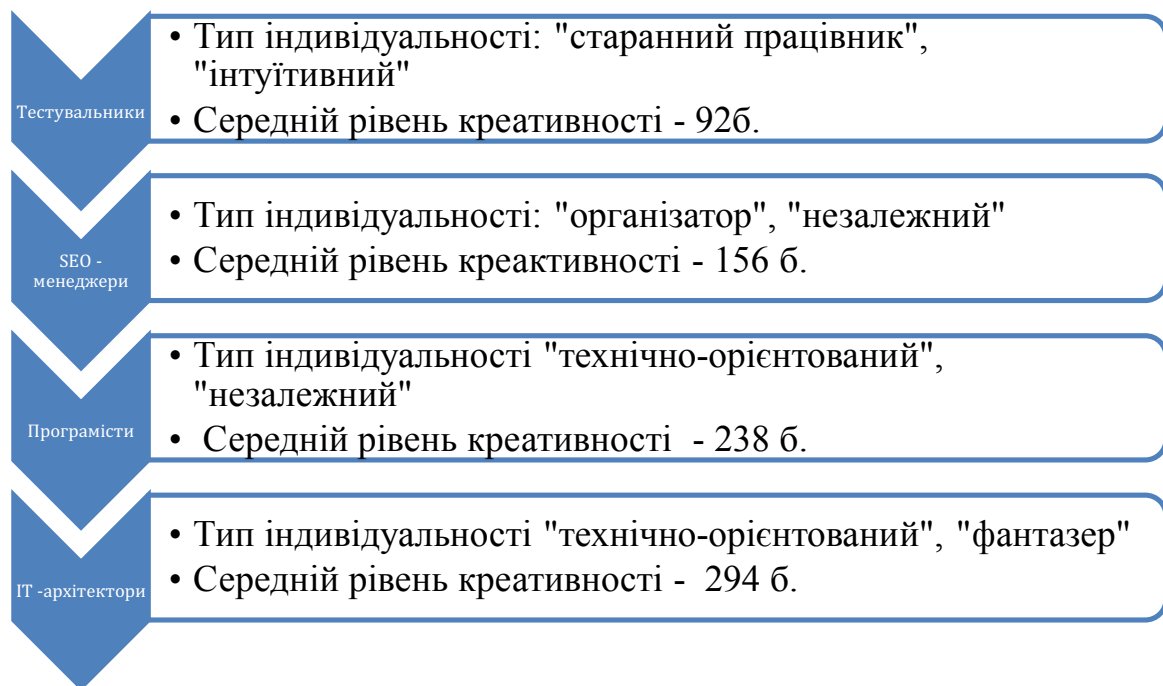 Тестувальники
• Тип індивідуальності: "старанний працівник",
"інтуїтивний"
• Середній рівень креативності - 92б.
SEO -
менеджери
• Тип індивідуальності: "організатор", "незалежний"
• Середній рівень креактивності - 156 б.
Програмісти
• Тип індивідуальності "технічно-орієнтований",
"незалежний"
• Середній рівень креативності - 238 б.
ІТ -архітектори
• Тип індивідуальності "технічно-орієнтований", "фантазер"
• Середній рівень креативності - 294 б.